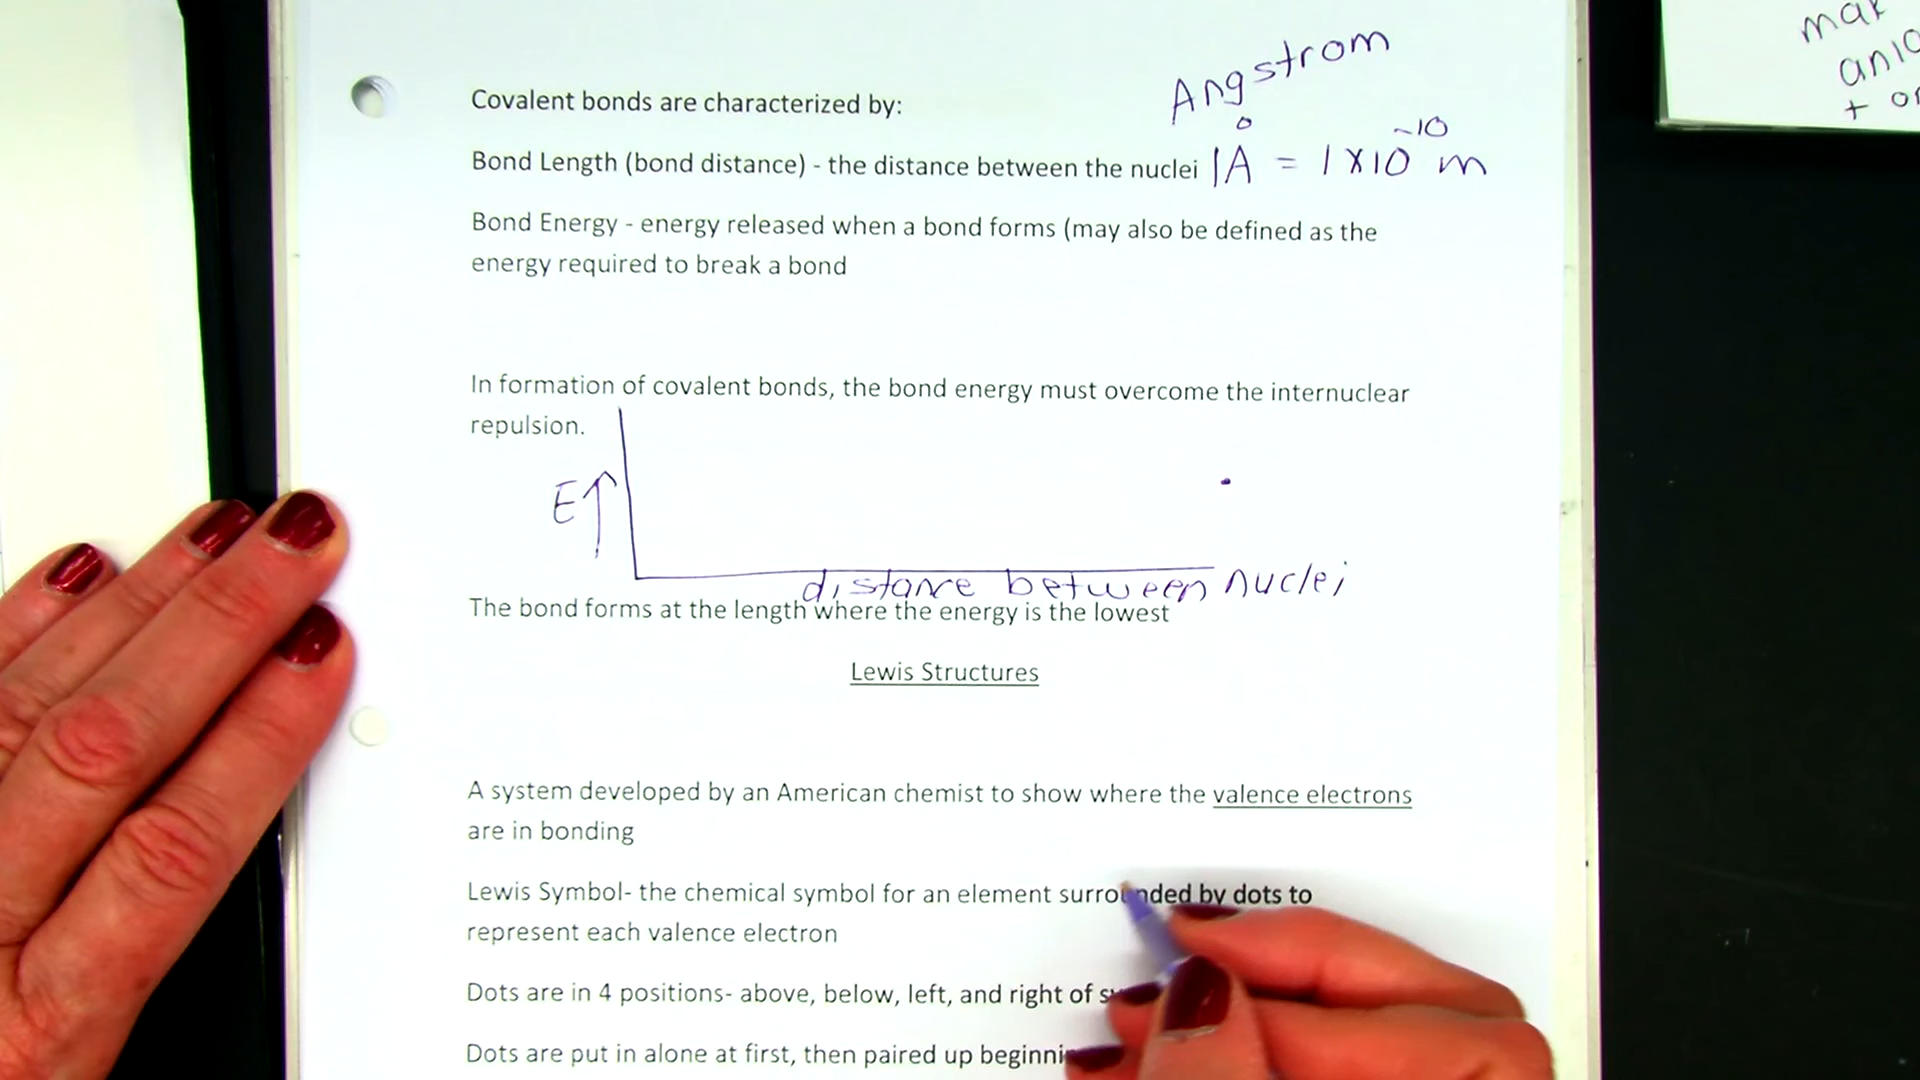 mar
+ or
Angstrom
Covalent bonds are characterized by:
Bond Length (bond distance) - the distance between the nuclei 1Å = 1 X 10⁻¹⁰ m
Bond Energy - energy released when a bond forms (may also be defined as the
energy required to break a bond
In formation of covalent bonds, the bond energy must overcome the internuclear
repulsion.
E↑
distance between nuclei
The bond forms at the length where the energy is the lowest
Lewis Structures
A system developed by an American chemist to show where the valence electrons
are in bonding
Lewis Symbol- the chemical symbol for an element surrounded by dots to
represent each valence electron
Dots are in 4 positions- above, below, left, and right of
Dots are put in alone at first, then paired up